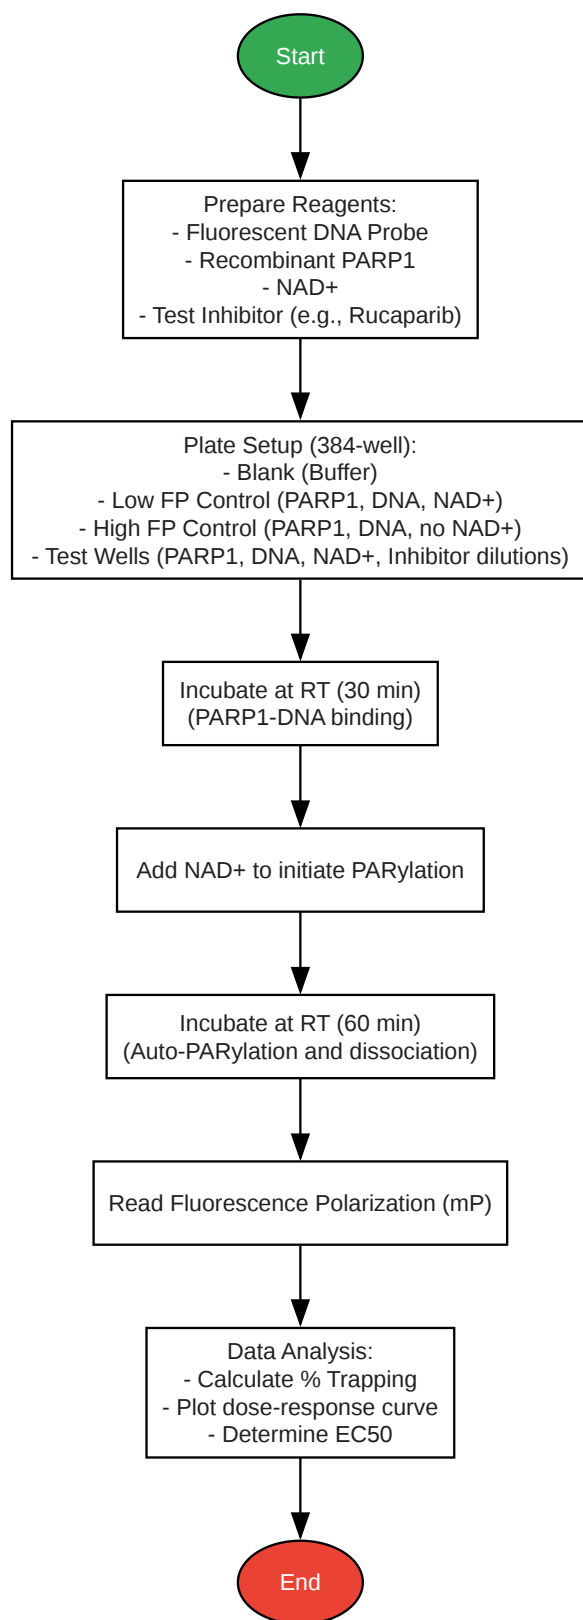 Start
Prepare Reagents:
- Fluorescent DNA Probe
- Recombinant PARP1
- NAD+
- Test Inhibitor (e.g., Rucaparib)
Plate Setup (384-well):
- Blank (Buffer)
- Low FP Control (PARP1, DNA, NAD+)
- High FP Control (PARP1, DNA, no NAD+)
- Test Wells (PARP1, DNA, NAD+, Inhibitor dilutions)
Incubate at RT (30 min)
(PARP1-DNA binding)
Add NAD+ to initiate PARylation
Incubate at RT (60 min)
(Auto-PARylation and dissociation)
Read Fluorescence Polarization (mP)
Data Analysis:
- Calculate % Trapping
- Plot dose-response curve
- Determine EC50
End